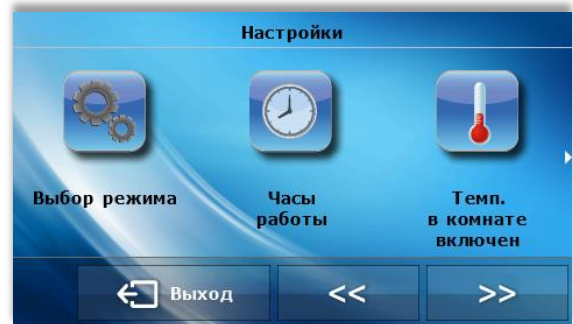 Настройки
Выбор режима
Часы
работы
Темп.
в комнате
включен
Выход
<<
>>